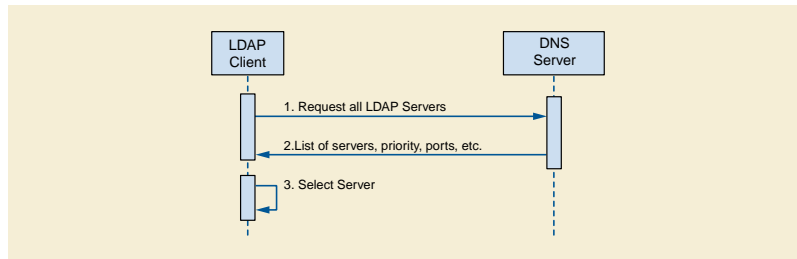 LDAP
Client
DNS
Server
1. Request all LDAP Servers
2.List of servers, priority, ports, etc.
3. Select Server